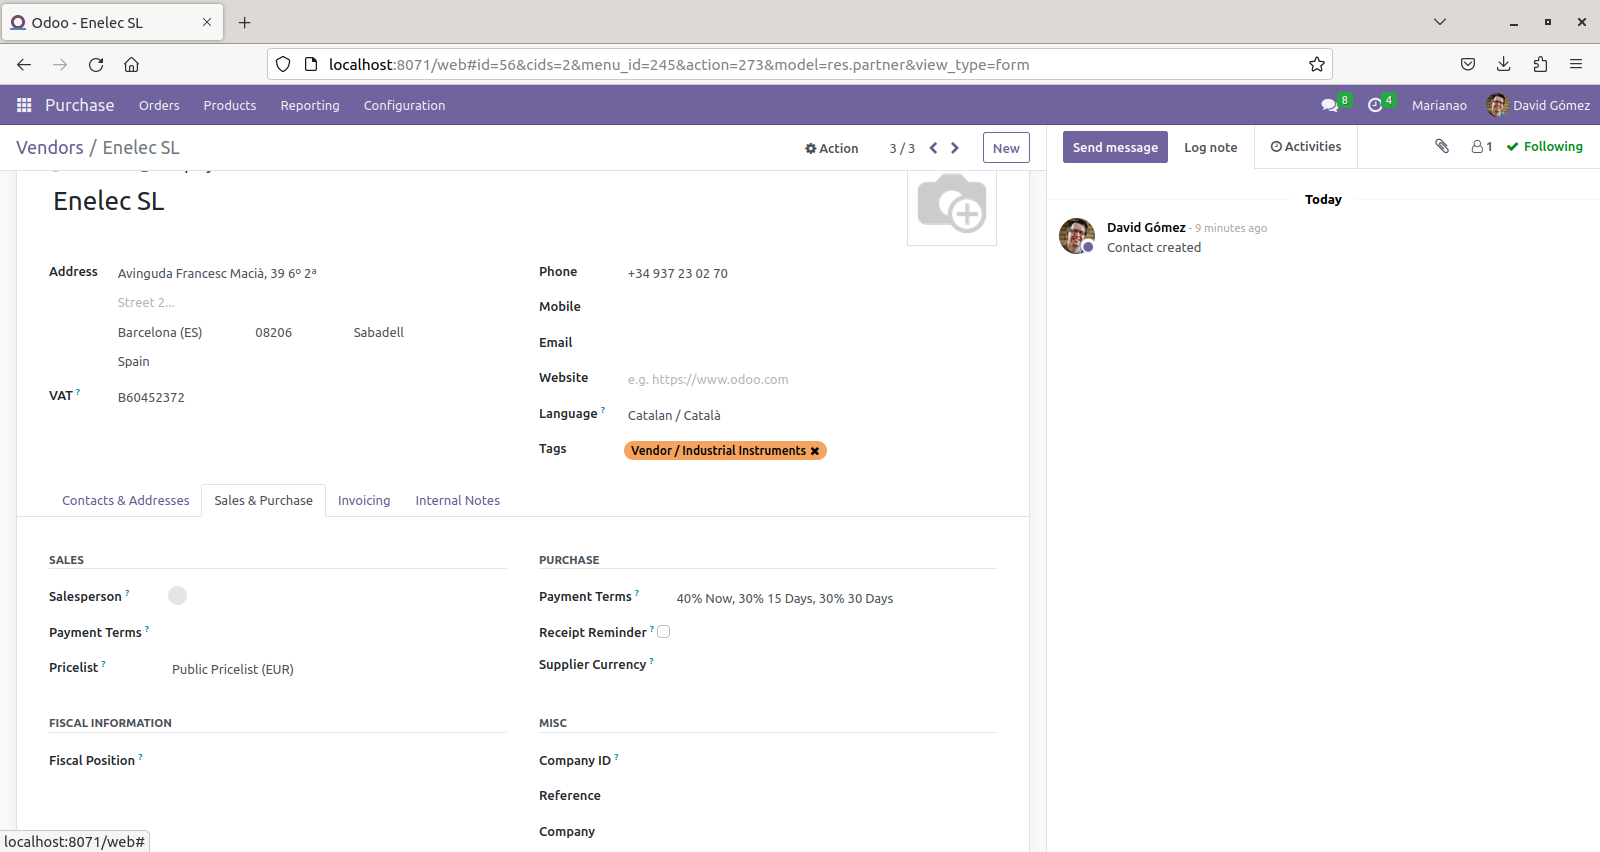 Odoo - Enelec SL
localhost:8071/web#id=56&cids=2&menu_id=245&action=273&model=res.partner&view_type=form
Purchase Orders Products Reporting Configuration 8 4 Marianao David Gómez
Vendors / Enelec SL Action 3 / 3 New Send message Log note Activities 1 Following
Enelec SL
Today
David Gómez - 9 minutes ago
Contact created
Address Avinguda Francesc Macià, 39 6º 2ª
Street 2...
Barcelona (ES) 08206 Sabadell
Spain
VAT ? B60452372
Phone +34 937 23 02 70
Mobile
Email
Website e.g. https://www.odoo.com
Language ? Catalan / Català
Tags Vendor / Industrial Instruments
Contacts & Addresses Sales & Purchase Invoicing Internal Notes
SALES
Salesperson ?
Payment Terms ?
Pricelist ? Public Pricelist (EUR)
PURCHASE
Payment Terms ? 40% Now, 30% 15 Days, 30% 30 Days
Receipt Reminder ?
Supplier Currency ?
FISCAL INFORMATION
Fiscal Position ?
MISC
Company ID ?
Reference
Company
localhost:8071/web#